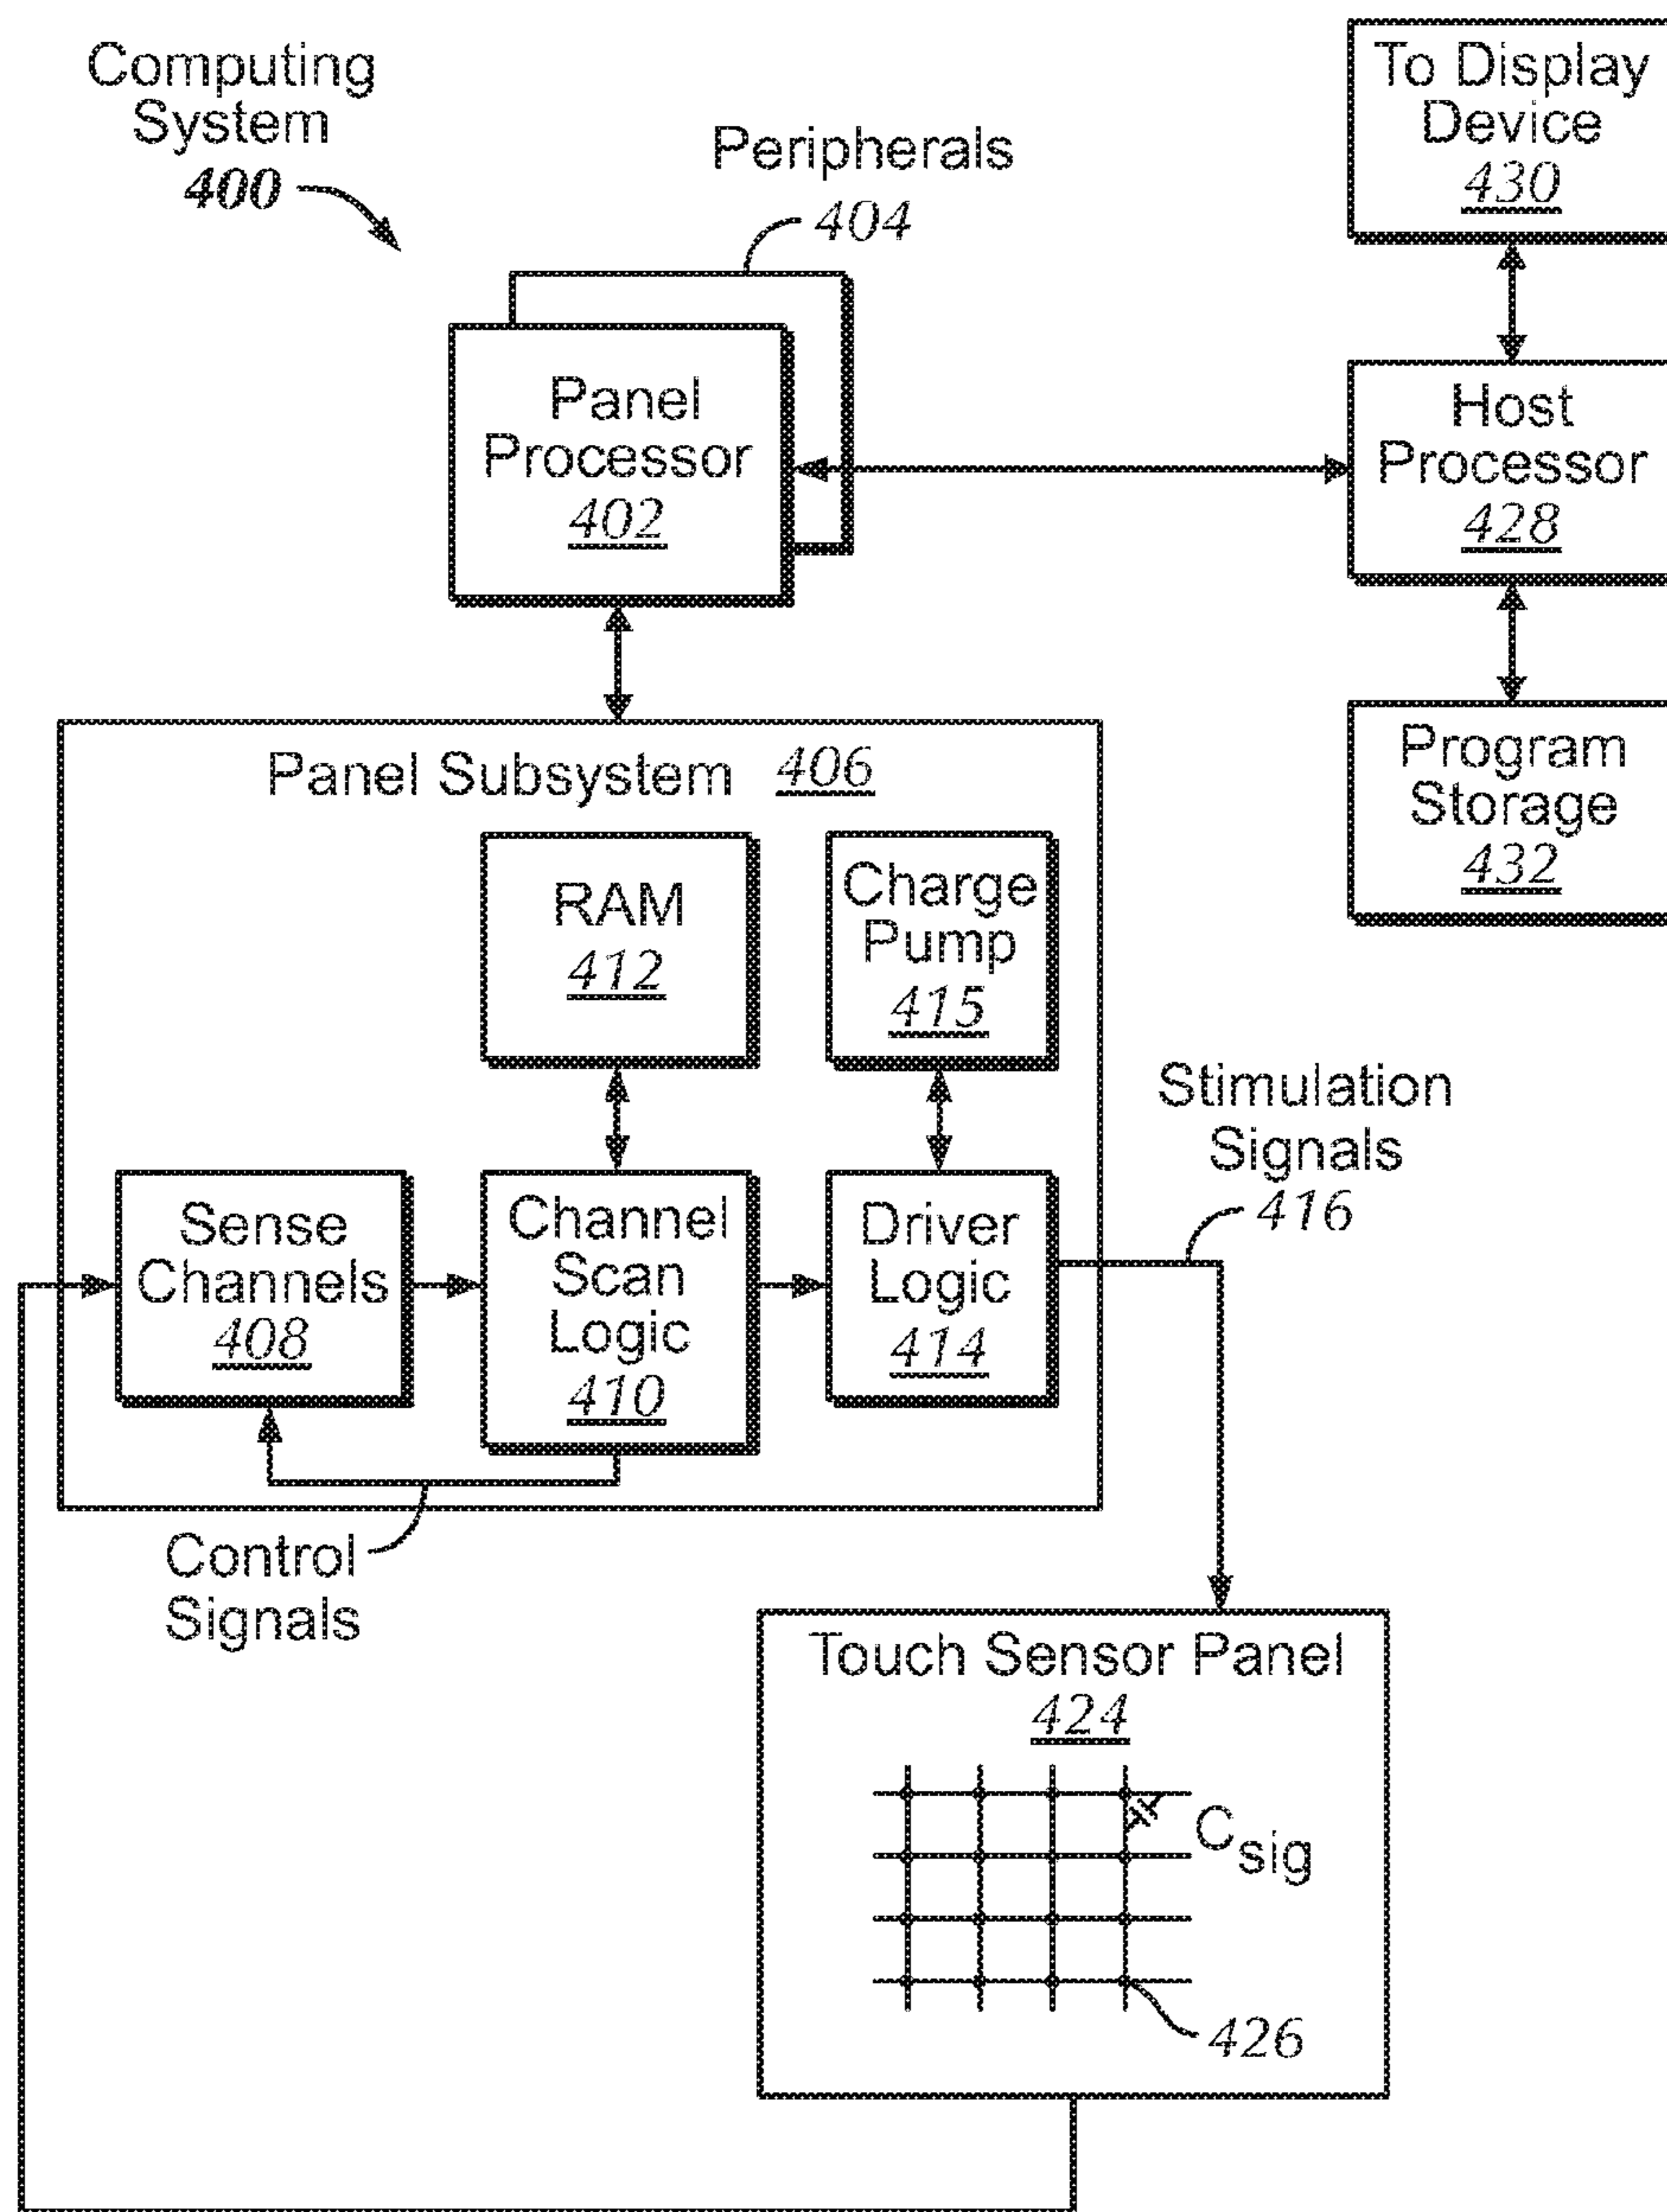 Computing
System
400
Peripherals
404
To Display
Device
430
Panel
Processor
402
Host
Processor
428
Program
Storage
432
Panel Subsystem 406
RAM
412
Charge
Pump
415
Stimulation
Signals
416
Sense
Channels
408
Channel
Scan
Logic
410
Driver
Logic
414
Control
Signals
Touch Sensor Panel
424
Csig
426